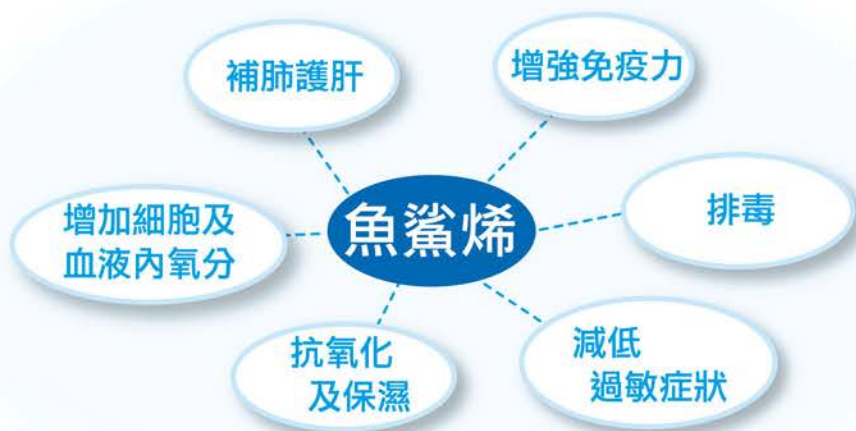 補肺護肝
增強免疫力
增加細胞及
血液內氧分
魚鯊烯
排毒
抗氧化
及保濕
減低
過敏症狀